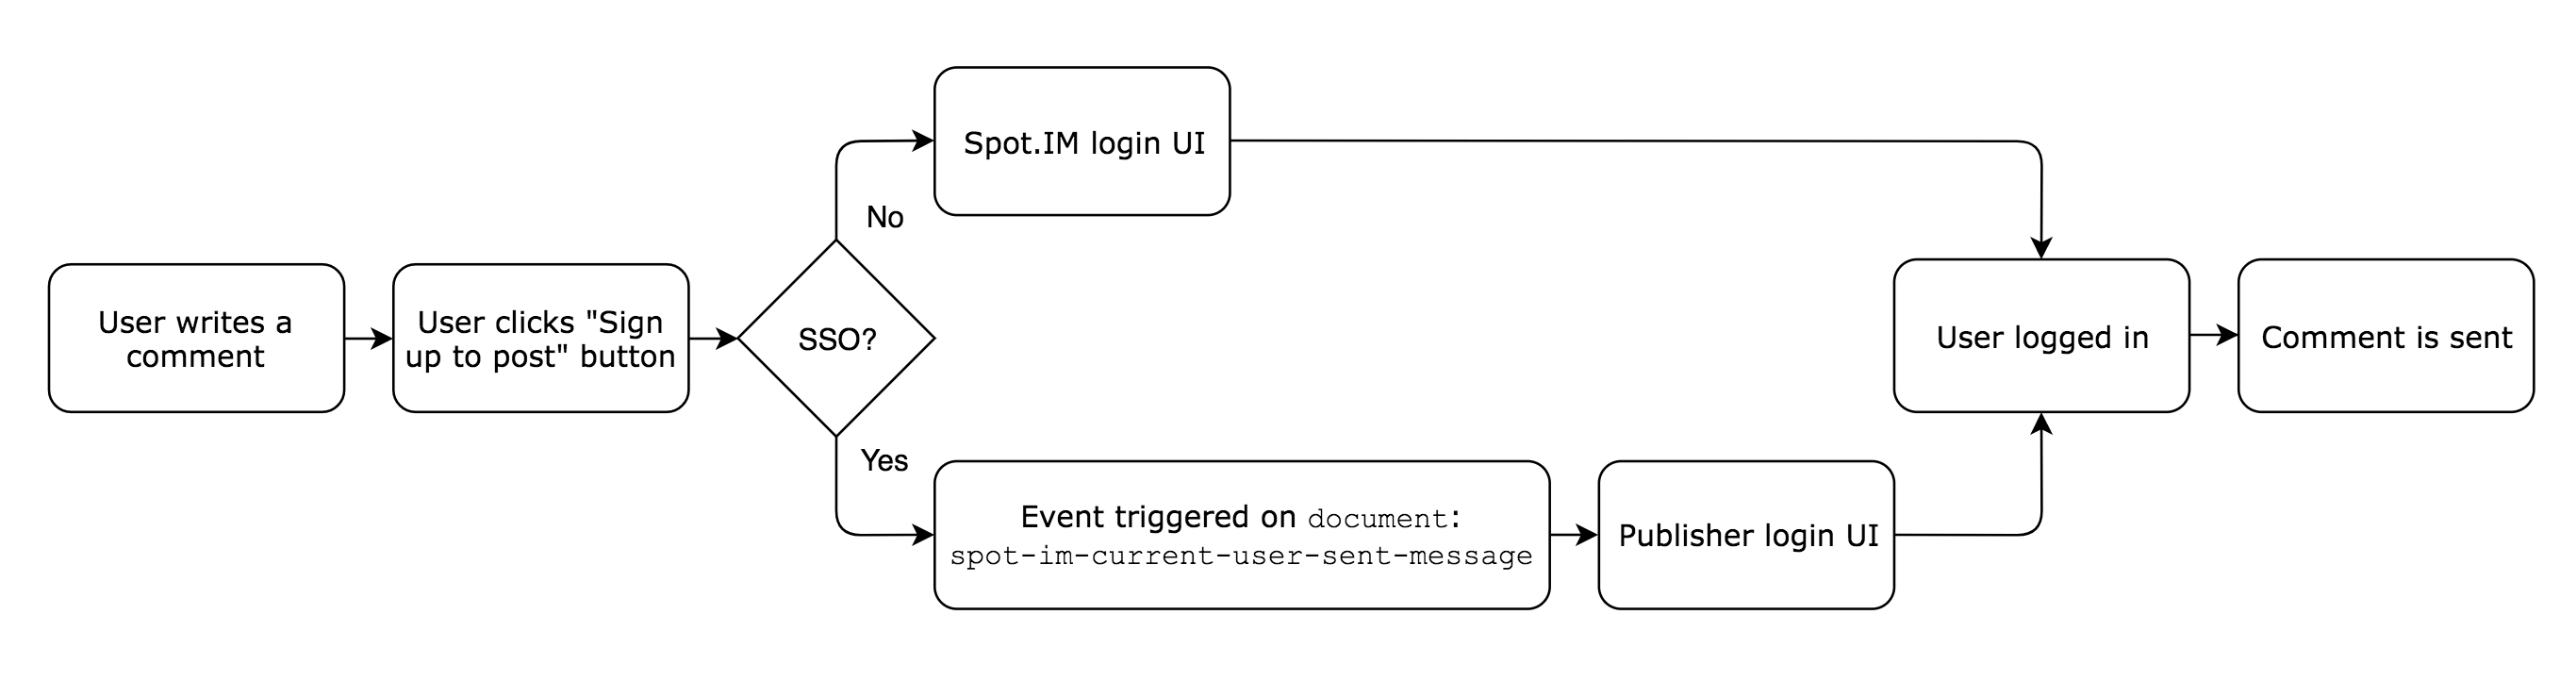 User writes a
comment
User clicks "Sign
up to post" button
SSO?
No
Spot.IM login UI
Yes
Event triggered on document:
spot-im-current-user-sent-message
Publisher login UI
User logged in
Comment is sent